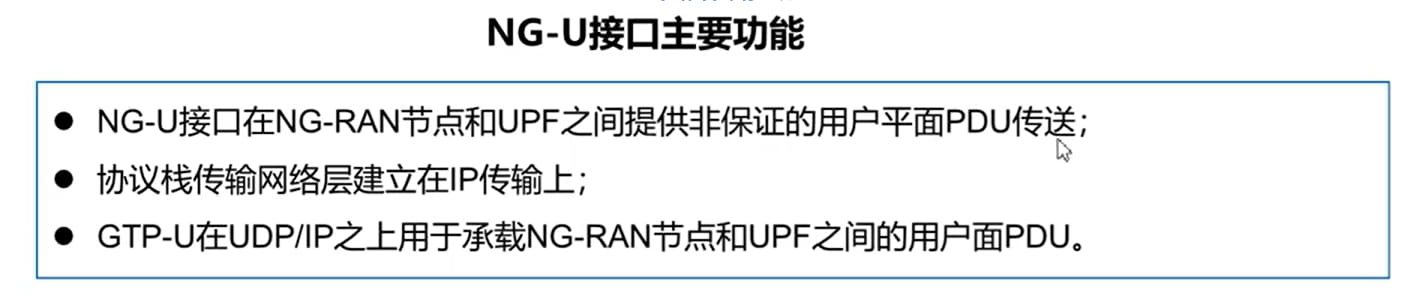 NG-U接口主要功能
● NG-U接口在NG-RAN节点和UPF之间提供非保证的用户平面PDU传送；
● 协议栈传输网络层建立在IP传输上；
● GTP-U在UDP/IP之上用于承载NG-RAN节点和UPF之间的用户面PDU。